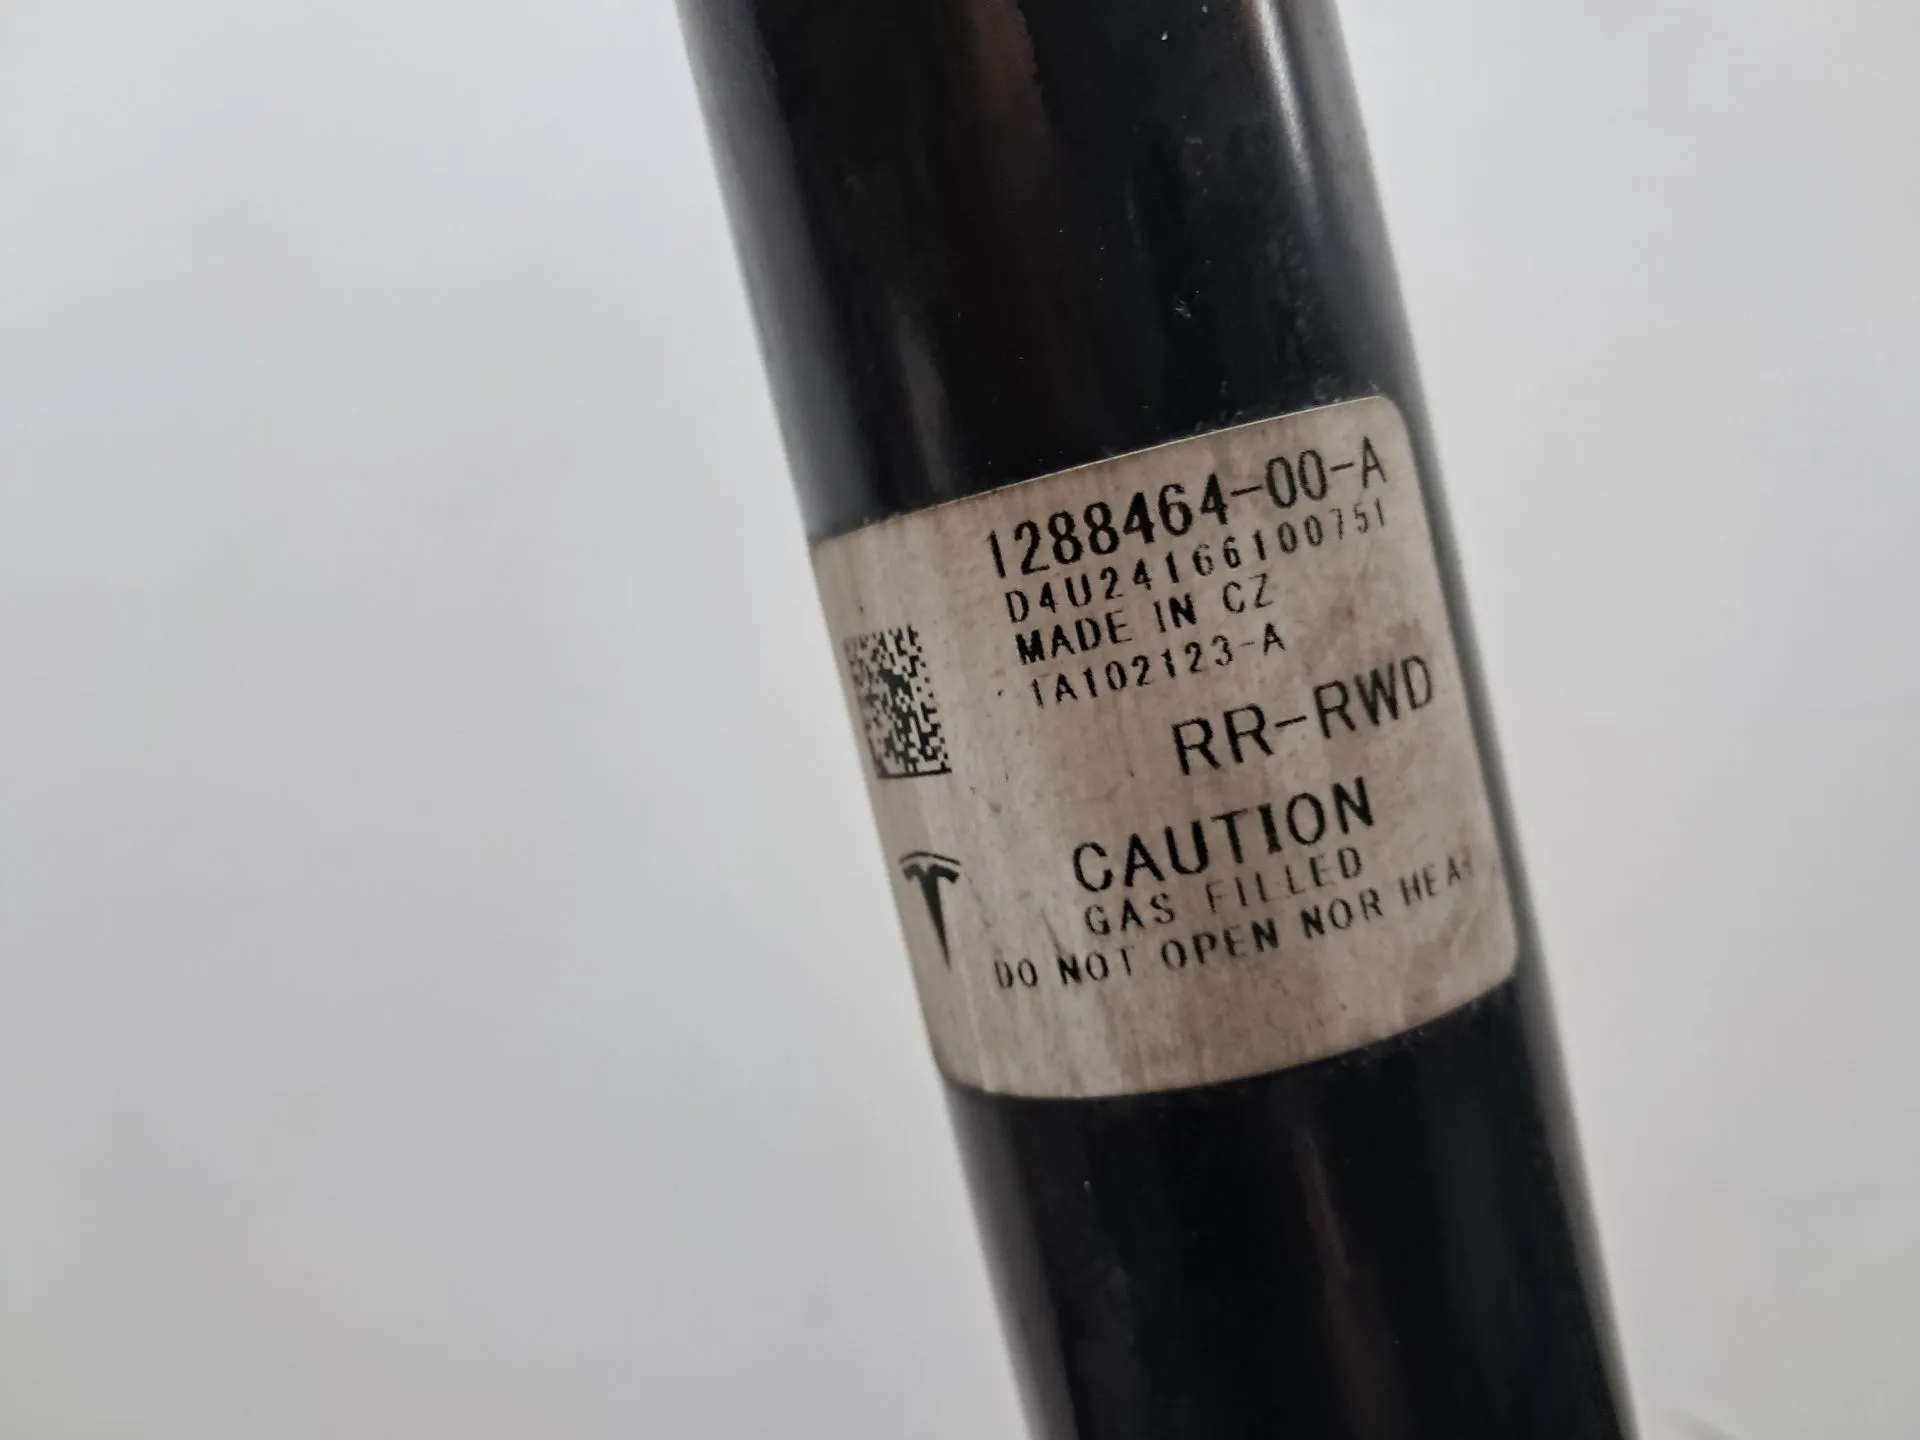 1288464-00-A
D4U24166100751
MADE IN CZ
1A102123-A
RR-RWD
CAUTION
GAS FILLED
DO NOT OPEN NOR